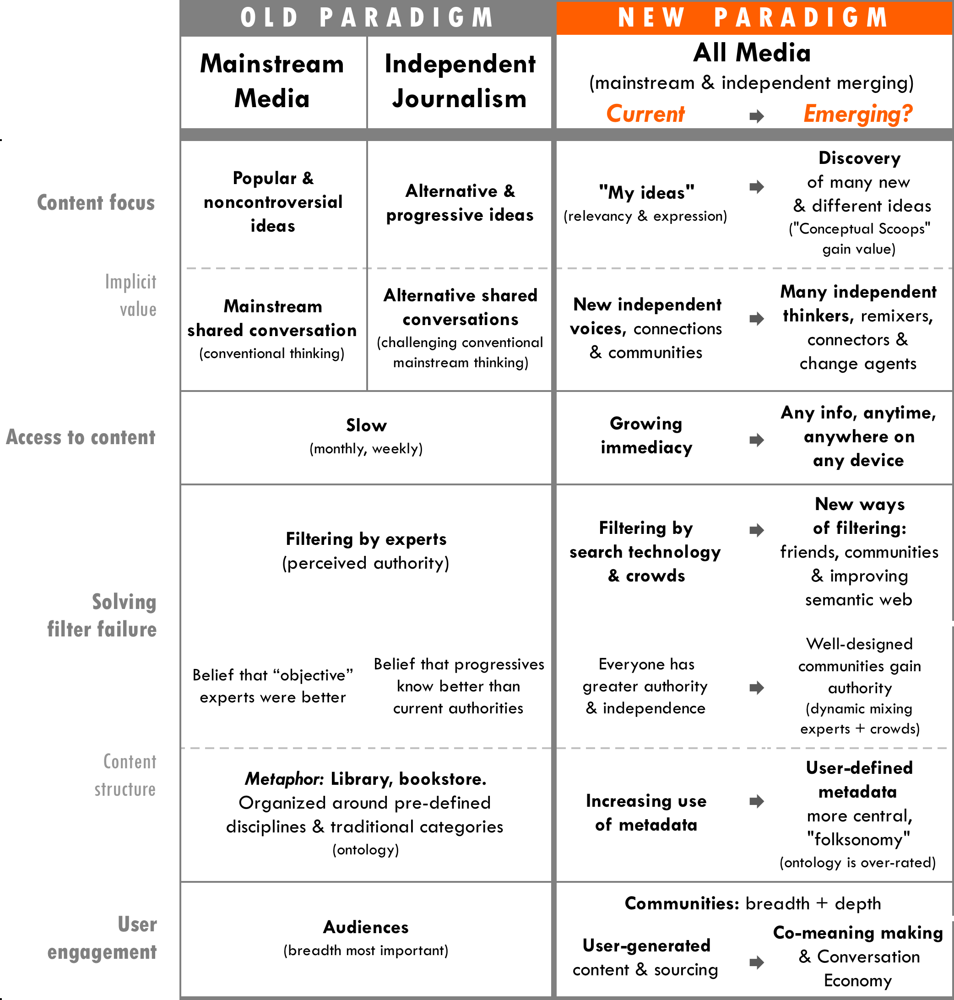 OLD PARADIGM
NEW PARADIGM
Mainstream
Media
Independent
Journalism
All Media
(mainstream & independent merging)
Current
Emerging?
Content focus
Popular &
noncontroversial
ideas
Alternative &
progressive ideas
"My ideas"
(relevancy & expression)
Discovery
of many new
& different ideas
("Conceptual Scoops"
gain value)
Implicit
value
Mainstream
shared conversation
(conventional thinking)
Alternative shared
conversations
(challenging conventional
mainstream thinking)
New independent
voices, connections
& communities
Many independent
thinkers, remixers,
connectors &
change agents
Access to content
Slow
(monthly, weekly)
Growing
immediacy
Any info, anytime,
anywhere on
any device
Solving
filter failure
Filtering by experts
(perceived authority)
Filtering by
search technology
& crowds
New ways
of filtering:
friends, communities
& improving
semantic web
Belief that “objective”
experts were better
Belief that progressives
know better than
current authorities
Everyone has
greater authority
& independence
Well-designed
communities gain
authority
(dynamic mixing
experts + crowds)
Content
structure
Metaphor: Library, bookstore.
Organized around pre-defined
disciplines & traditional categories
(ontology)
Increasing use
of metadata
User-defined
metadata
more central,
"folksonomy"
(ontology is over-rated)
User
engagement
Audiences
(breadth most important)
Communities: breadth + depth
User-generated
content & sourcing
Co-meaning making
& Conversation
Economy